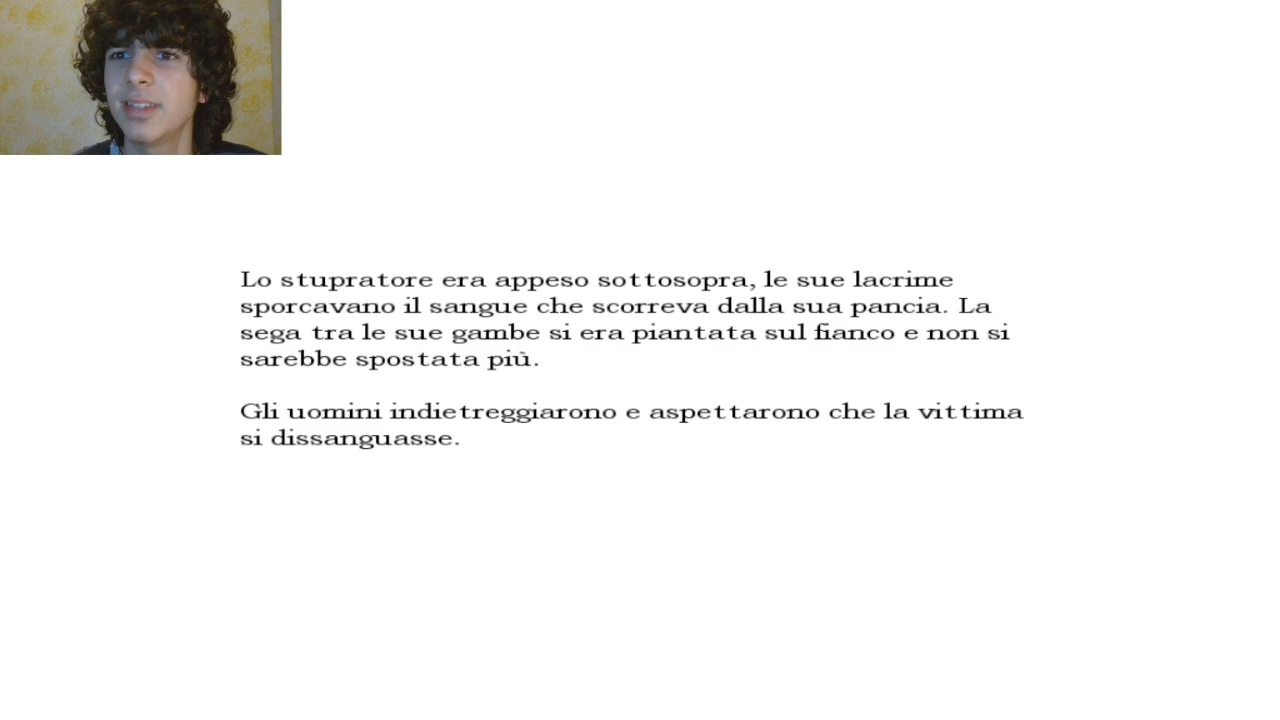 Lo stupratore era appeso sottosopra, le sue lacrime
sporcavano il sangue che scorreva dalla sua pancia. La
sega tra le sue gambe si era piantata sul fianco e non si
sarebbe spostata più.
Gli uomini indietreggiarono e aspettarono che la vittima
si dissanguasse.